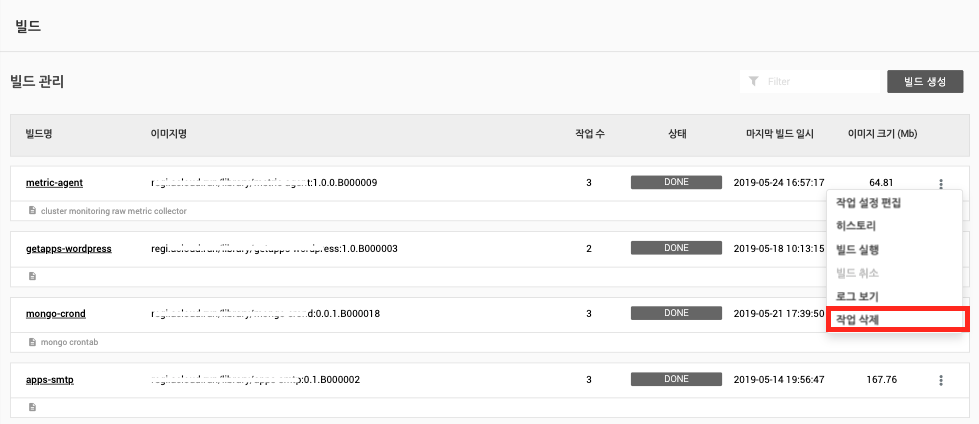 빌드
빌드 관리
Filter
빌드 생성
빌드명 이미지명 작업 수 상태 마지막 빌드 일시 이미지 크기 (Mb)
metric-agent :1.0.0.B000009 3 DONE 2019-05-24 16:57:17 64.81
cluster monitoring raw metric collector
getapps-wordpress :1.0.B000003 2 DONE 2019-05-18 10:13:15
mongo-crond :0.0.1.B000018 3 DONE 2019-05-21 17:39:50
mongo crontab
apps-smtp :0.1.B000002 3 DONE 2019-05-14 19:56:47 167.76
작업 설정 편집
히스토리
빌드 실행
빌드 취소
로그 보기
작업 삭제